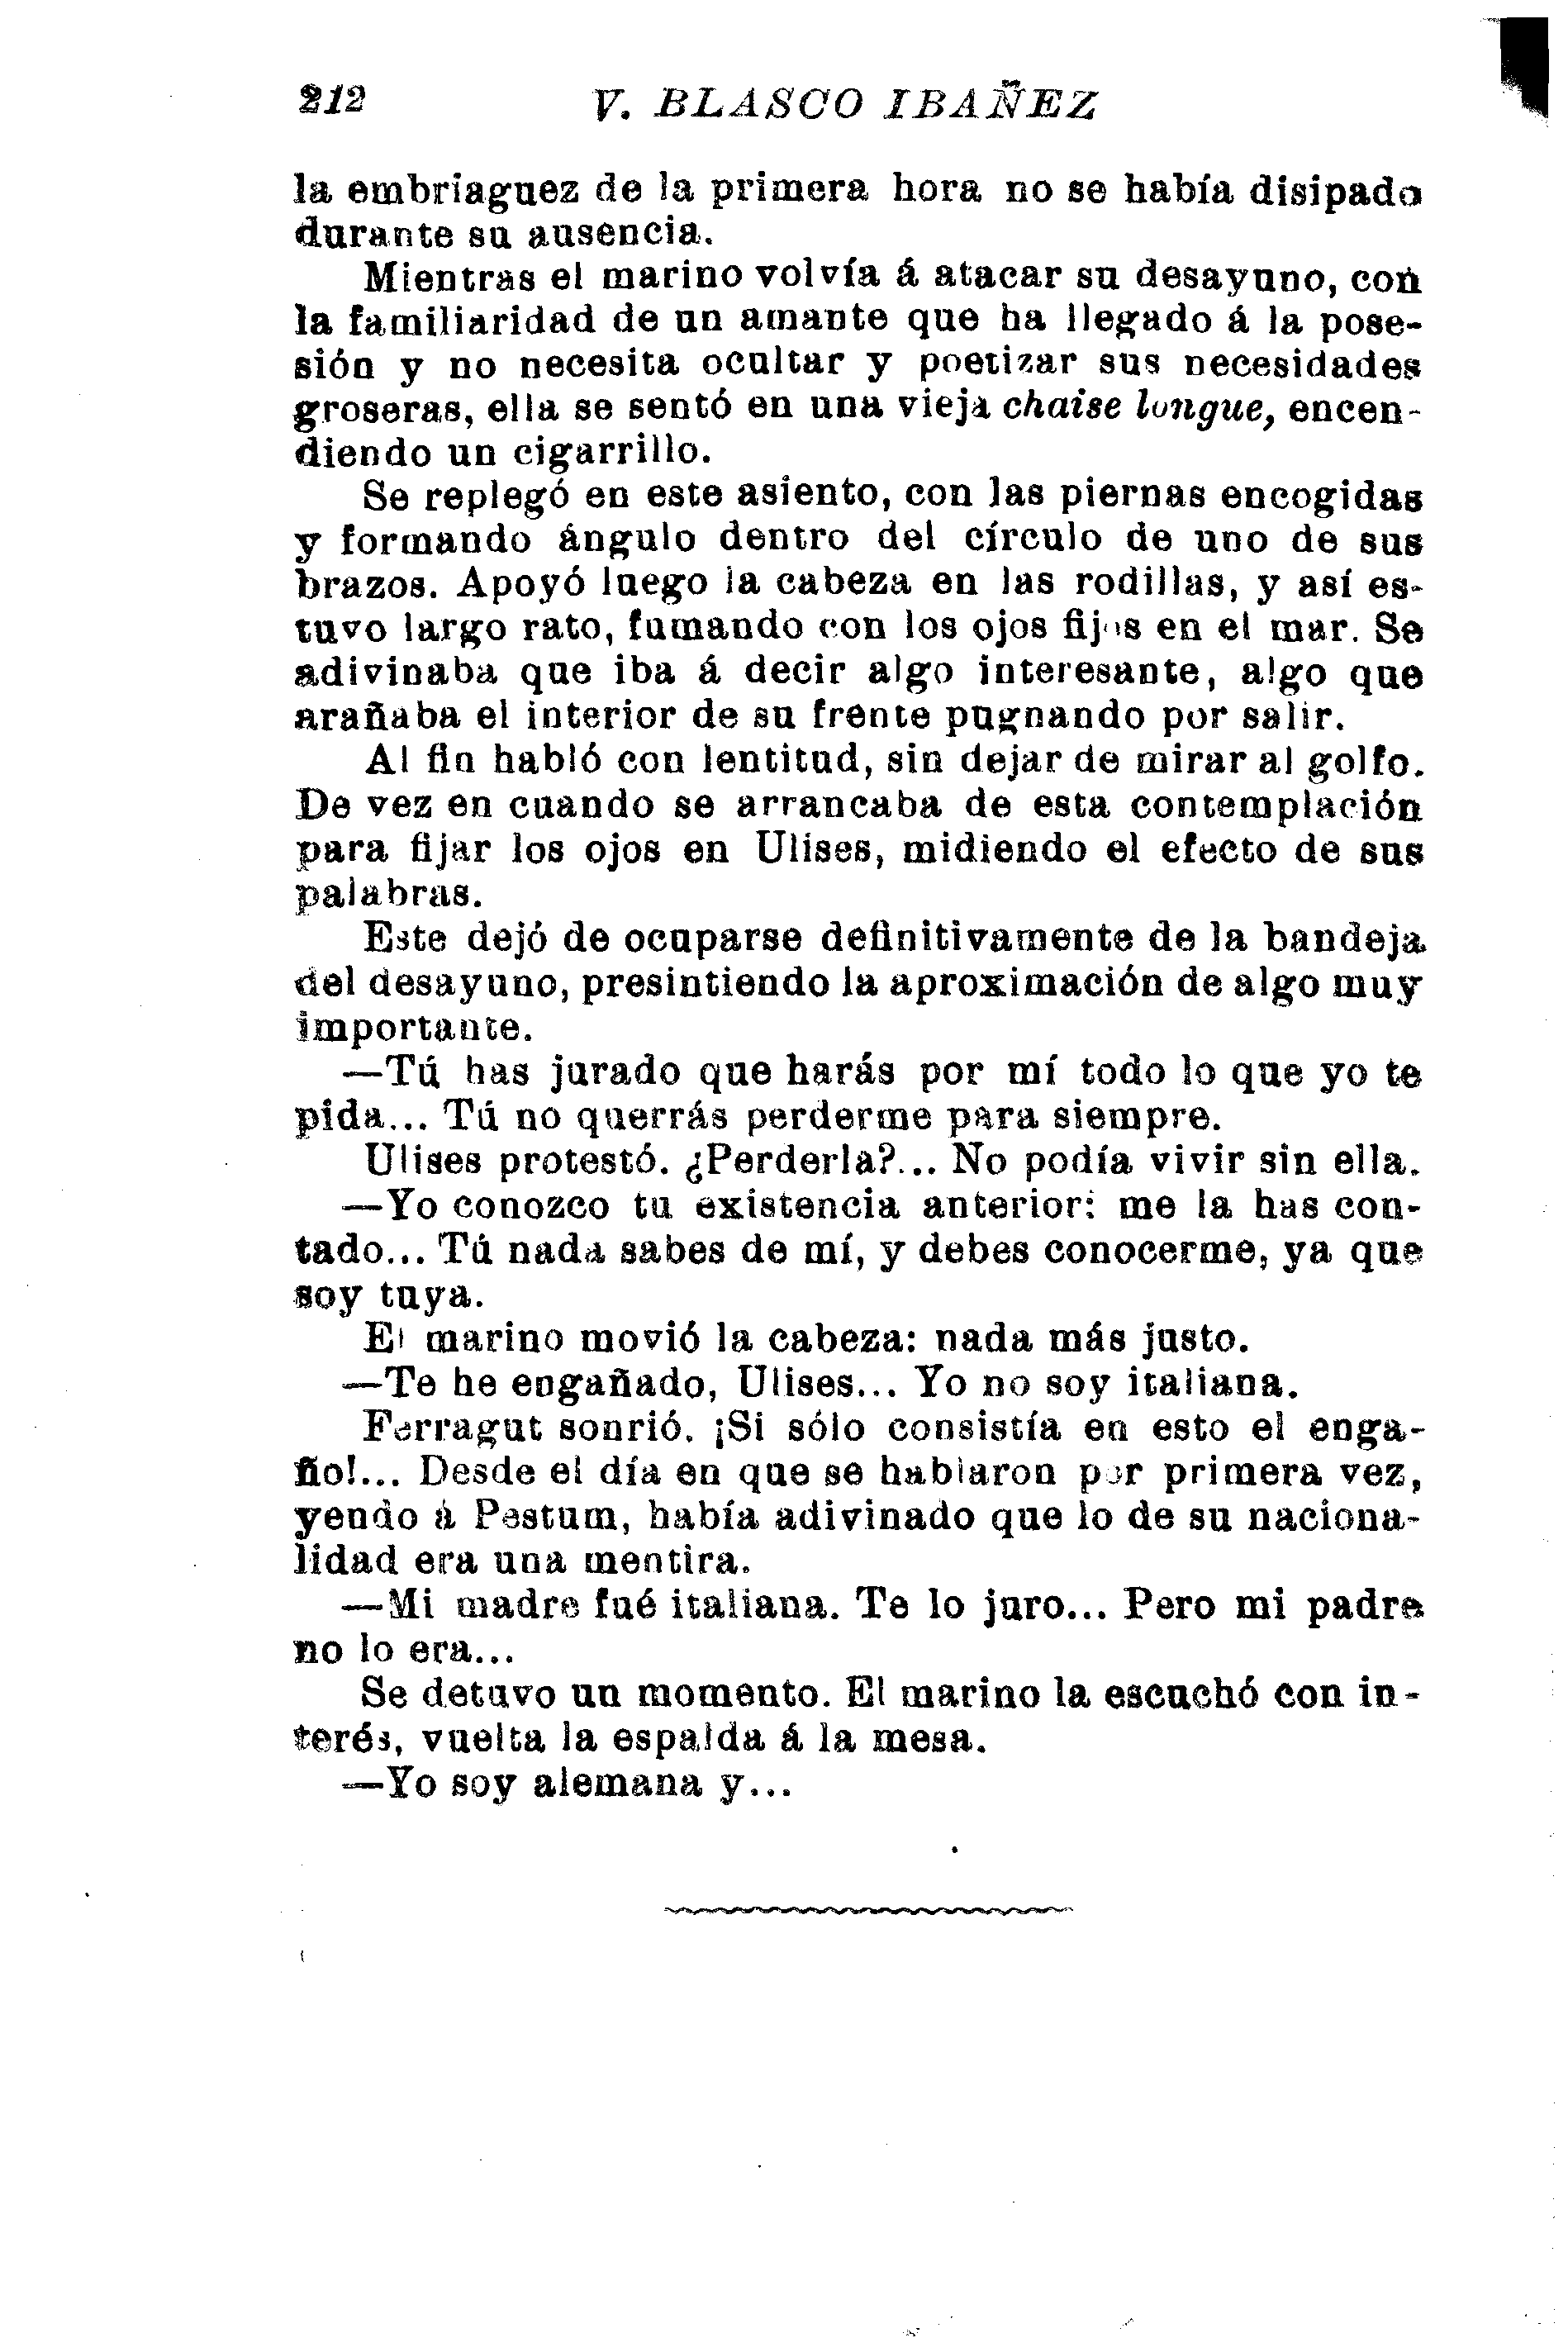 212 V. BLASCO IBAÑEZ
la embriaguez de la primera hora no se había disipado
durante su ausencia.
Mientras el marino volvía á atacar su desayuno, con
la familiaridad de un amante que ha llegado á la pose-
sión y no necesita ocultar y poetizar sus necesidades
groseras, ella se sentó en una vieja chaise longue, encen-
diendo un cigarrillo.
Se replegó en este asiento, con las piernas encogidas
y formando ángulo dentro del círculo de uno de sus
brazos. Apoyó luego la cabeza en las rodillas, y así es-
tuvo largo rato, fumando con los ojos fijos en el mar. Se
adivinaba que iba á decir algo interesante, algo que
arañaba el interior de su frente pugnando por salir.
Al fin habló con lentitud, sin dejar de mirar al golfo.
De vez en cuando se arrancaba de esta contemplación
para fijar los ojos en Ulises, midiendo el efecto de sus
palabras.
Este dejó de ocuparse definitivamente de la bandeja
del desayuno, presintiendo la aproximación de algo muy
importante.
—Tú has jurado que harás por mí todo lo que yo te
pida... Tú no querrás perderme para siempre.
Ulises protestó. ¿Perderla?... No podía vivir sin ella.
—Yo conozco tu existencia anterior: me la has con-
tado... Tú nada sabes de mí, y debes conocerme, ya que
soy tuya.
El marino movió la cabeza: nada más justo.
—Te he engañado, Ulises... Yo no soy italiana.
Ferragut sonrió. ¡Si sólo consistía en esto el enga-
ño!... Desde el día en que se hablaron por primera vez,
yendo á Pestum, había adivinado que lo de su naciona-
lidad era una mentira.
—Mi madre fué italiana. Te lo juro... Pero mi padre
no lo era...
Se detuvo un momento. El marino la escuchó con in-
terés, vuelta la espalda á la mesa.
—Yo soy alemana y...